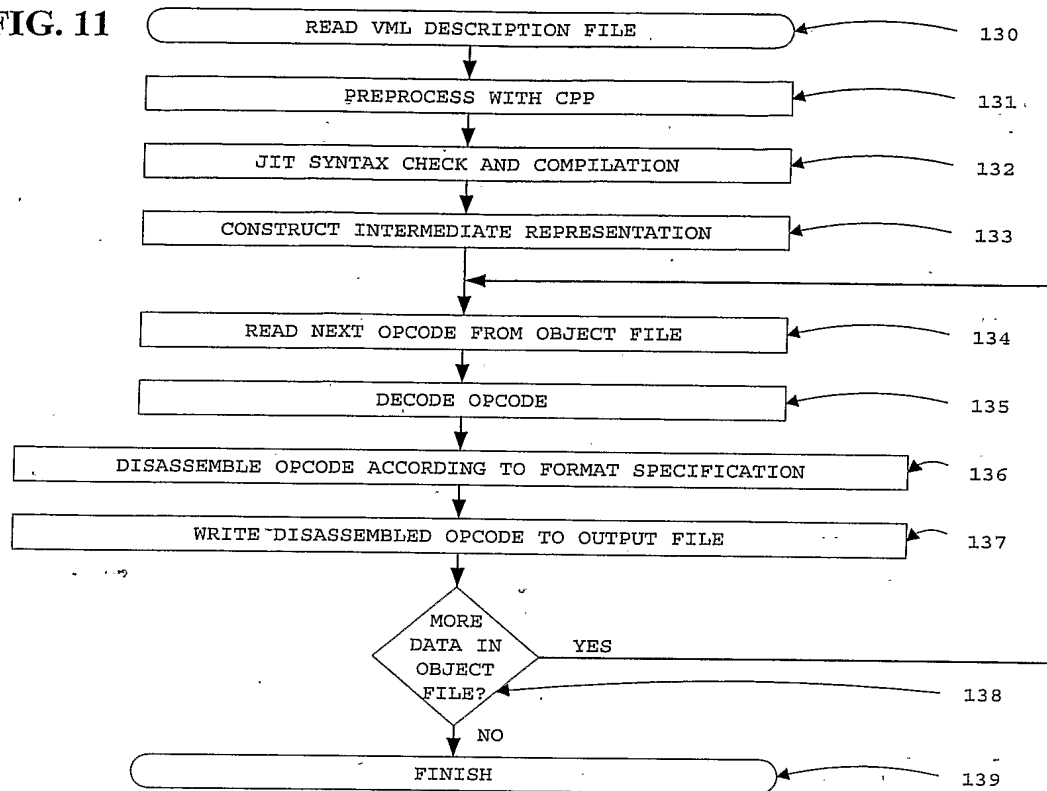 FIG. 11
READ VML DESCRIPTION FILE
130
PREPROCESS WITH CPP
131
JIT SYNTAX CHECK AND COMPILATION
132
CONSTRUCT INTERMEDIATE REPRESENTATION
133
READ NEXT OPCODE FROM OBJECT FILE
134
DECODE OPCODE
135
DISASSEMBLE OPCODE ACCORDING TO FORMAT SPECIFICATION
136
WRITE DISASSEMBLED OPCODE TO OUTPUT FILE
137
MORE
DATA IN
OBJECT
FILE?
YES
138
NO
FINISH
139